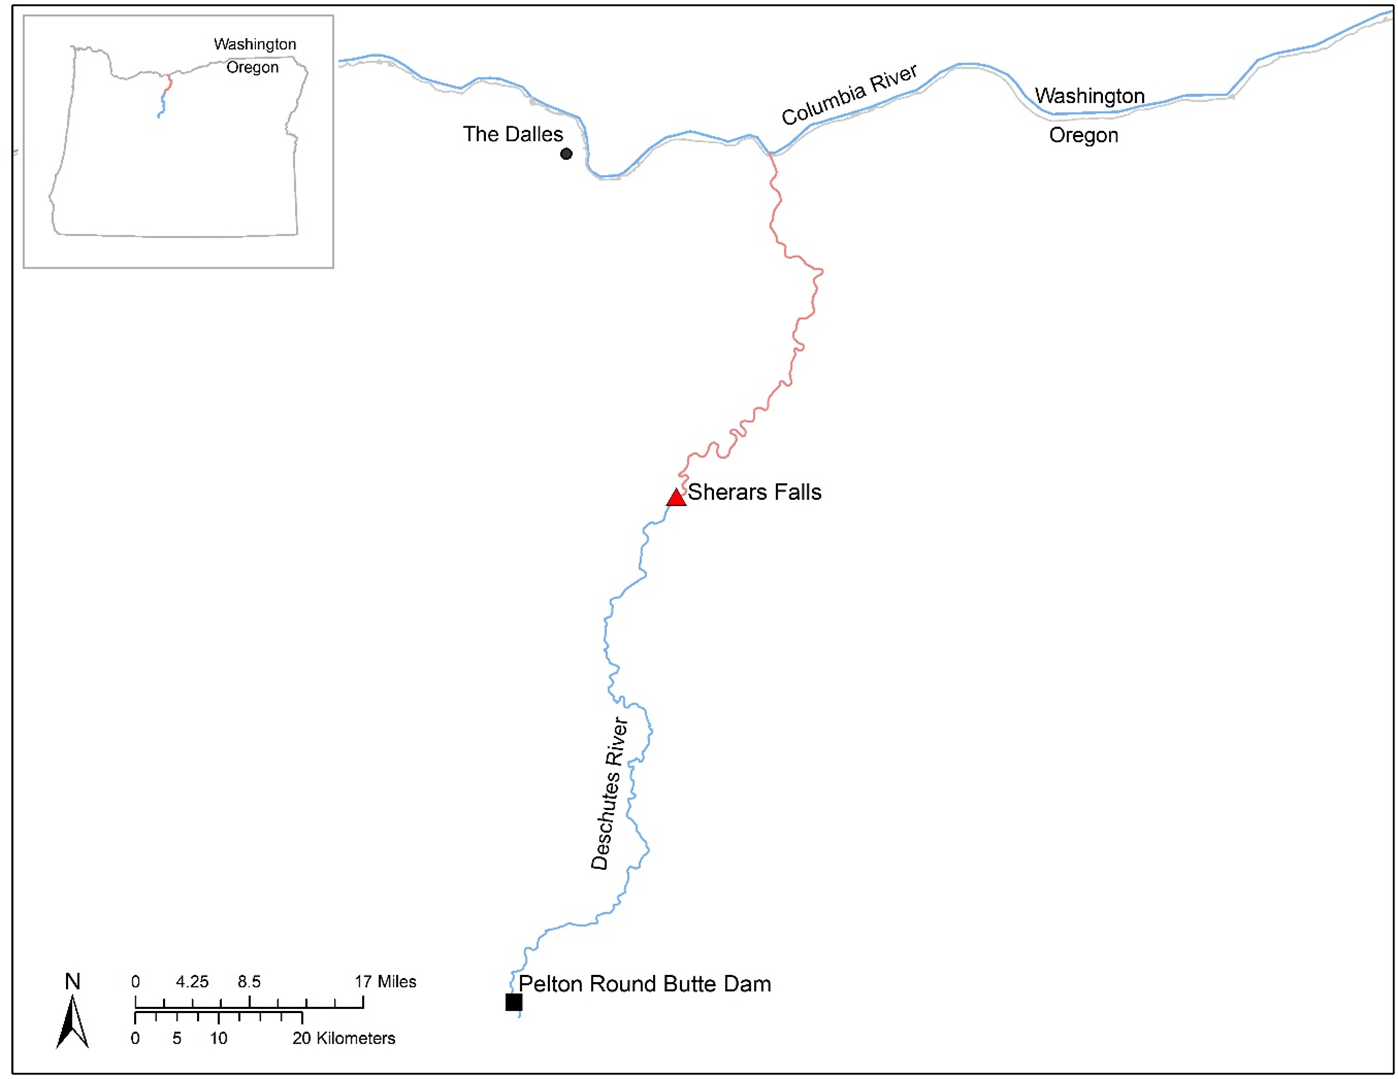 Washington
Oregon
Columbia River
Washington
Oregon
The Dalles
Sherars Falls
Deschutes River
Pelton Round Butte Dam
N
0 4.25 8.5 17 Miles
0 5 10 20 Kilometers